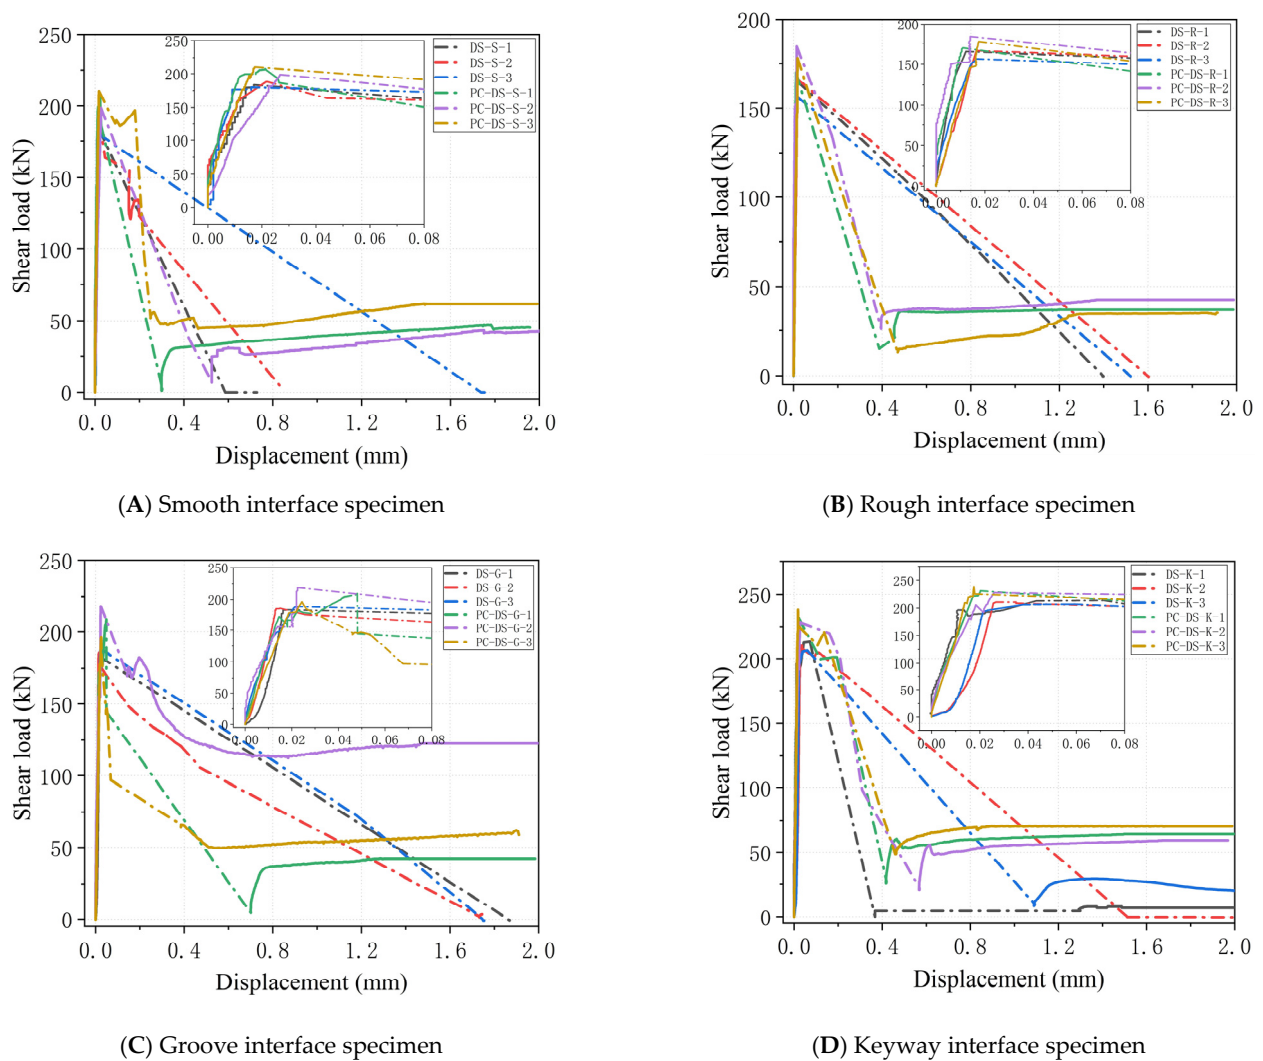 250
200
150
100
50
0
0.0
0.4
0.8
1.2
1.6
2.0
Shear load (kN)
Displacement (mm)
250
200
150
100
50
0
0.00
0.02
0.04
0.06
0.08
DS-S-1
DS-S-2
DS-S-3
PC-DS-S-1
PC-DS-S-2
PC-DS-S-3
(A) Smooth interface specimen
200
150
100
50
0
0.0
0.4
0.8
1.2
1.6
2.0
Shear load (kN)
Displacement (mm)
200
150
100
50
0
0.00
0.02
0.04
0.06
0.08
DS-R-1
DS-R-2
DS-R-3
PC-DS-R-1
PC-DS-R-2
PC-DS-R-3
(B) Rough interface specimen
250
200
150
100
50
0
0.0
0.4
0.8
1.2
1.6
2.0
Shear load (kN)
Displacement (mm)
250
200
150
100
50
0
0.00
0.02
0.04
0.06
0.08
DS-G-1
DS G 2
DS-G-3
PC-DS-G-1
PC-DS-G-2
PC-DS-G-3
(C) Groove interface specimen
250
200
150
100
50
0
0.0
0.4
0.8
1.2
1.6
2.0
Shear load (kN)
Displacement (mm)
250
200
150
100
50
0
0.00
0.02
0.04
0.06
0.08
DS-K-1
DS-K-2
DS-K-3
PC DS K-1
PC-DS-K-2
PC-DS-K-3
(D) Keyway interface specimen